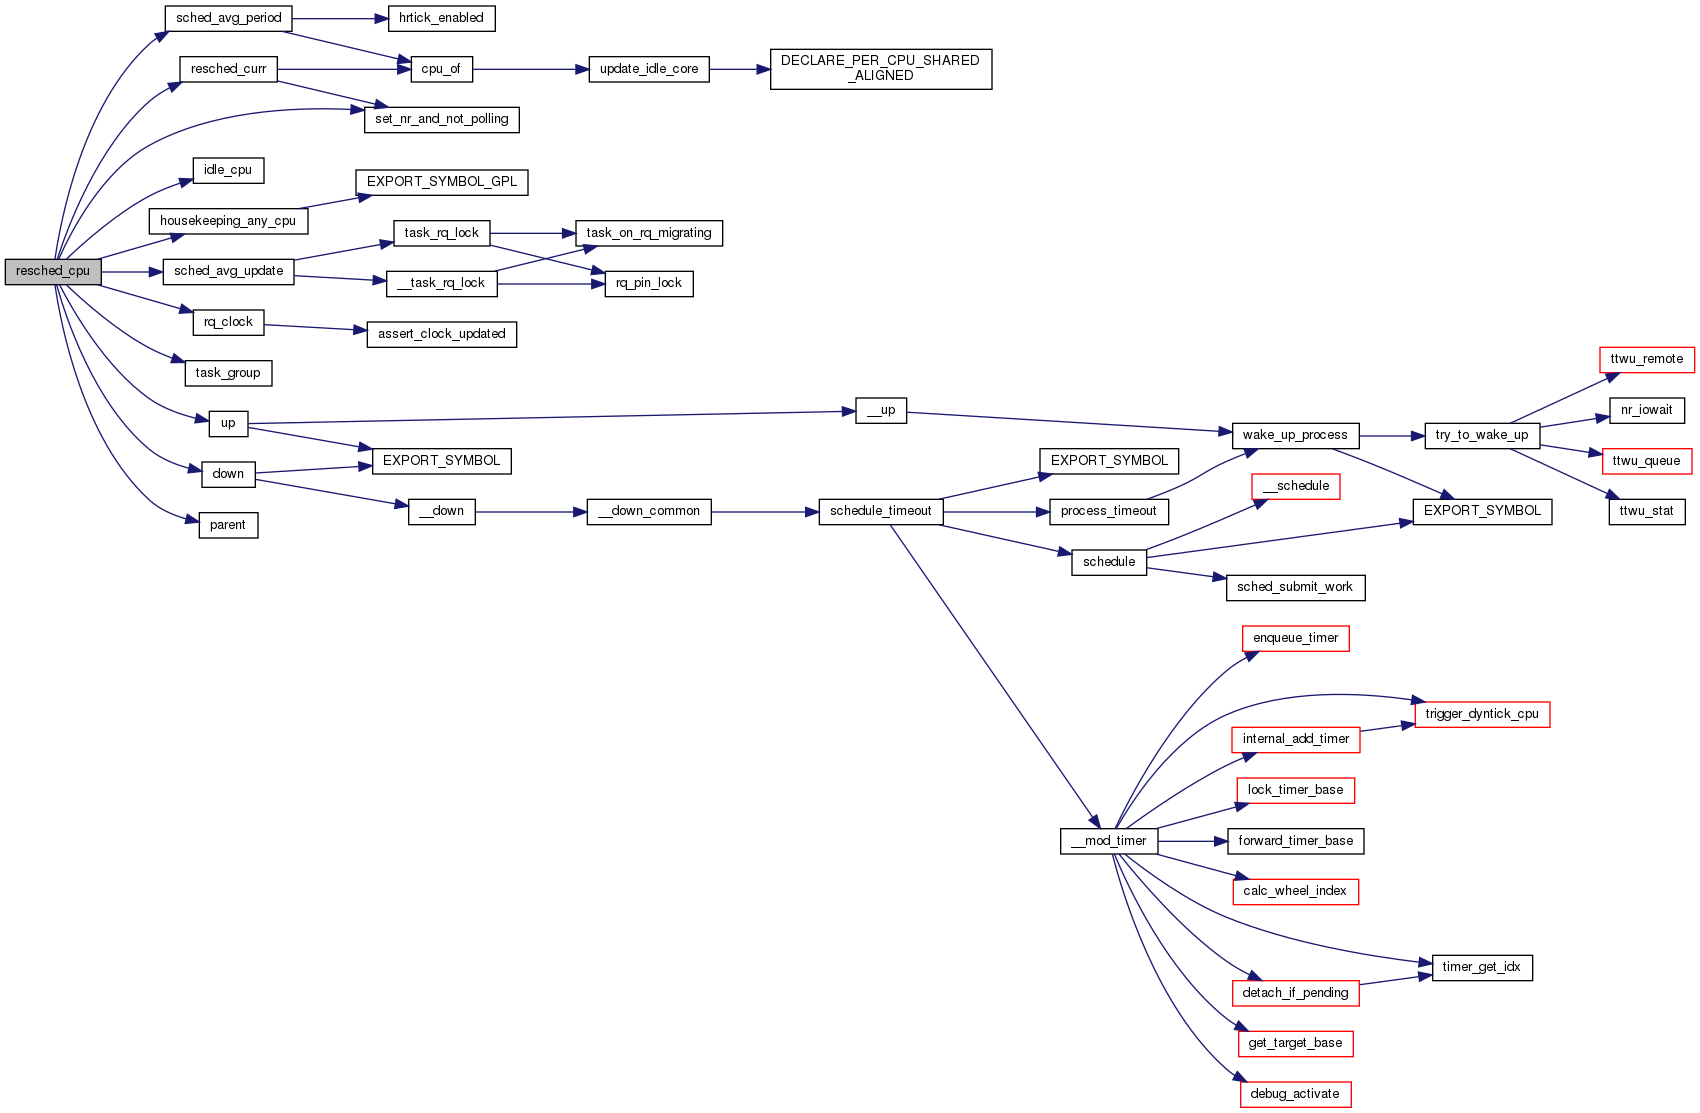 sched_avg_period
hrtick_enabled
resched_curr
cpu_of
update_idle_core
DECLARE_PER_CPU_SHARED
_ALIGNED
set_nr_and_not_polling
idle_cpu
EXPORT_SYMBOL_GPL
housekeeping_any_cpu
task_rq_lock
task_on_rq_migrating
resched_cpu
sched_avg_update
__task_rq_lock
rq_pin_lock
rq_clock
assert_clock_updated
task_group
ttwu_remote
up
__up
nr_iowait
wake_up_process
try_to_wake_up
EXPORT_SYMBOL
EXPORT_SYMBOL
ttwu_queue
down
__schedule
__down
__down_common
schedule_timeout
process_timeout
EXPORT_SYMBOL
ttwu_stat
parent
schedule
sched_submit_work
enqueue_timer
trigger_dyntick_cpu
internal_add_timer
lock_timer_base
__mod_timer
forward_timer_base
calc_wheel_index
timer_get_idx
detach_if_pending
get_target_base
debug_activate